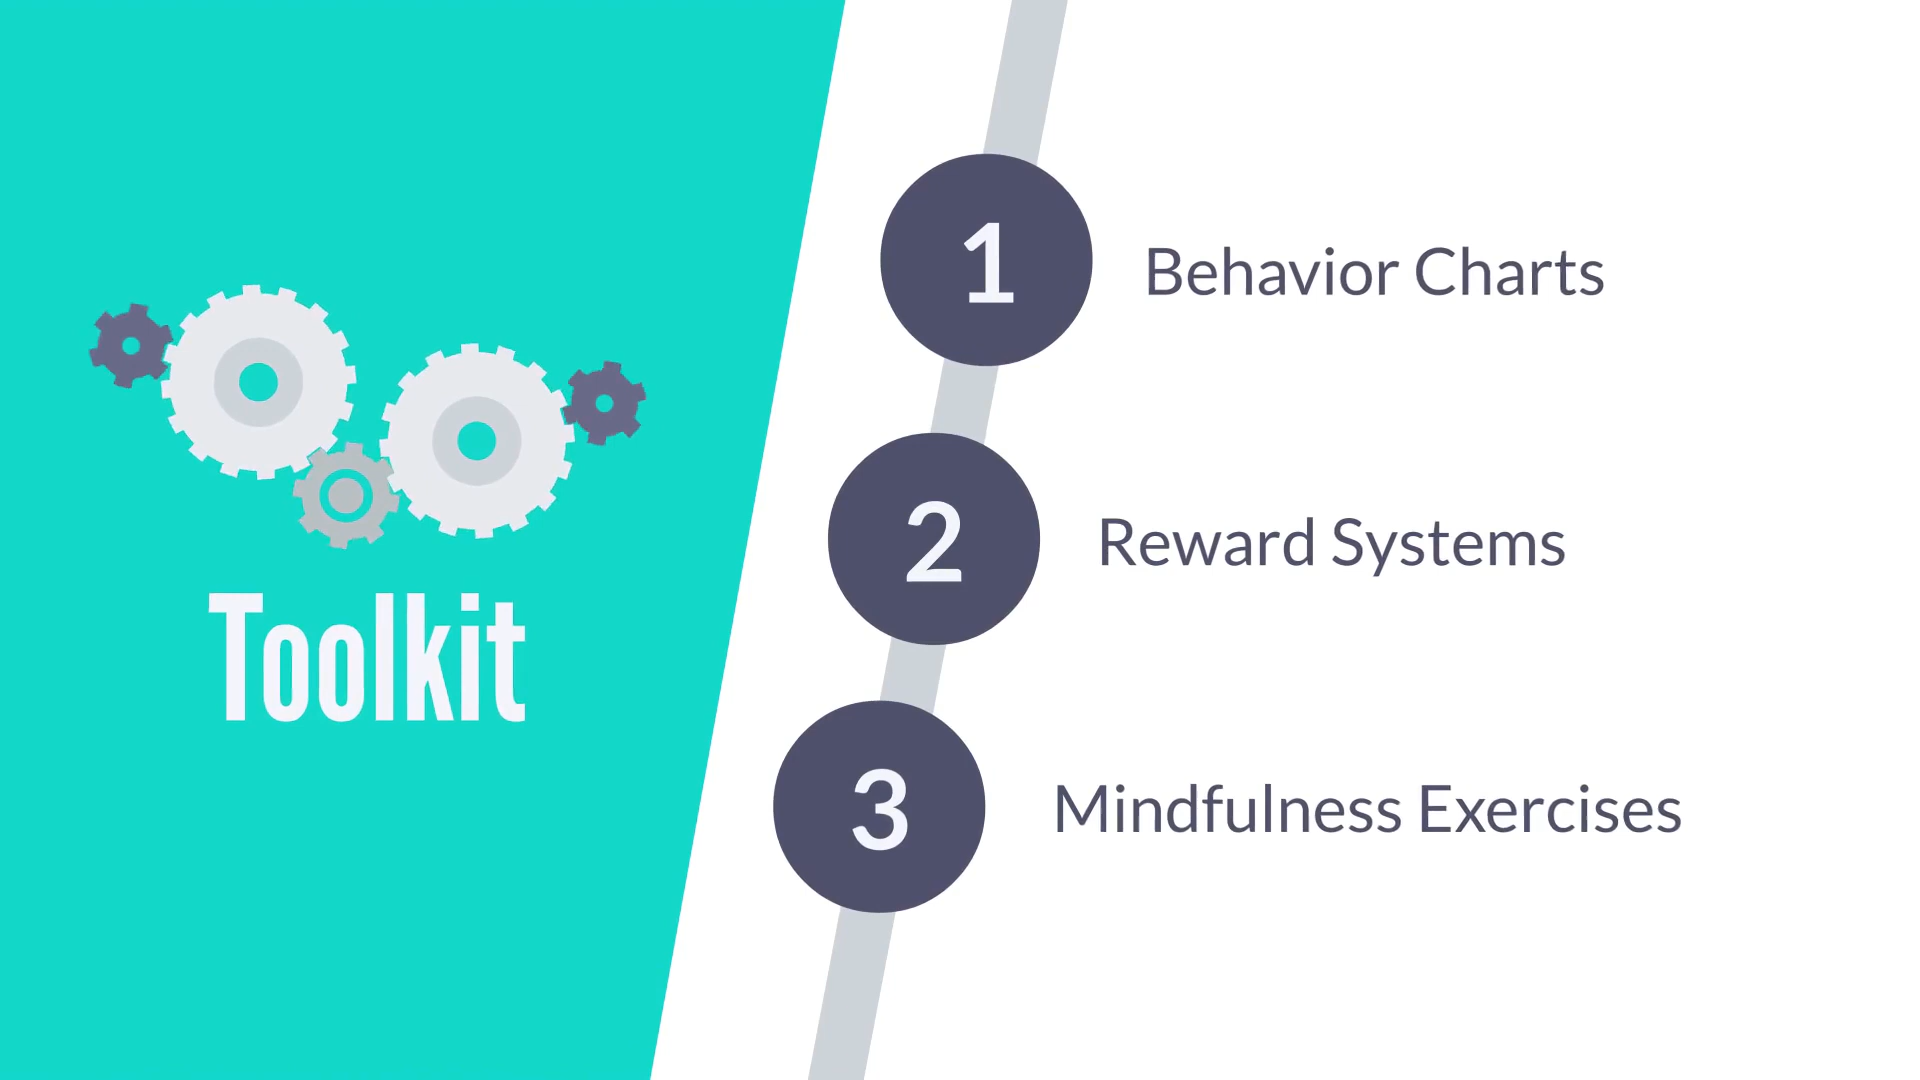 Toolkit
1
Behavior Charts
2
Reward Systems
3
Mindfulness Exercises